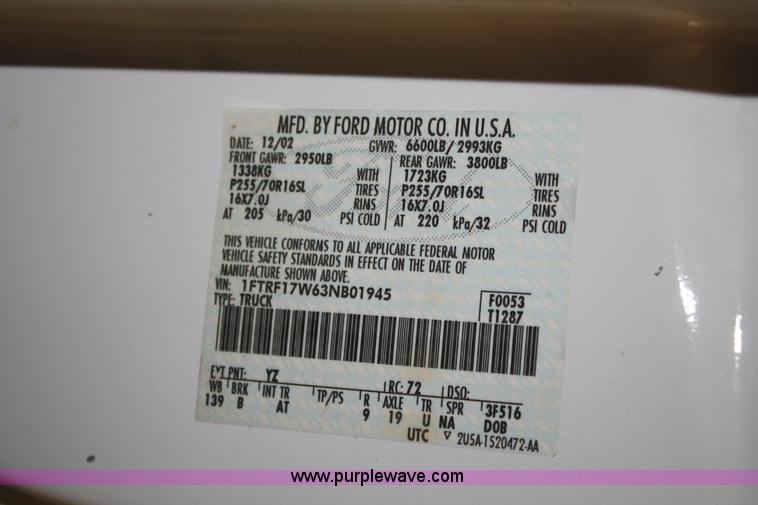 MFD. BY FORD MOTOR CO. IN U.S.A.
DATE: 12/02 GVWR: 6600LB/ 2993KG
FRONT GAWR: 2950LB REAR GAWR: 3800LB
1338KG WITH 1723KG WITH
P255/70R16SL TIRES P255/70R16SL TIRES
16X7.0J RIMS 16X7.0J RIMS
AT 205 kPa/30 PSI COLD AT 220 kPa/32 PSI COLD
THIS VEHICLE CONFORMS TO ALL APPLICABLE FEDERAL MOTOR
VEHICLE SAFETY STANDARDS IN EFFECT ON THE DATE OF
MANUFACTURE SHOWN ABOVE.
VIN: 1FTRF17W63NB01945 F0053
TYPE: TRUCK T1287
EXT PNT: YZ RC: 72 DSO:
WB BRK INT TR TP/PS R AXLE TR SPR 3F516
139 B AT 9 19 U NA DOB
UTC ▽ 2U5A-1520472-AA
www.purplewave.com